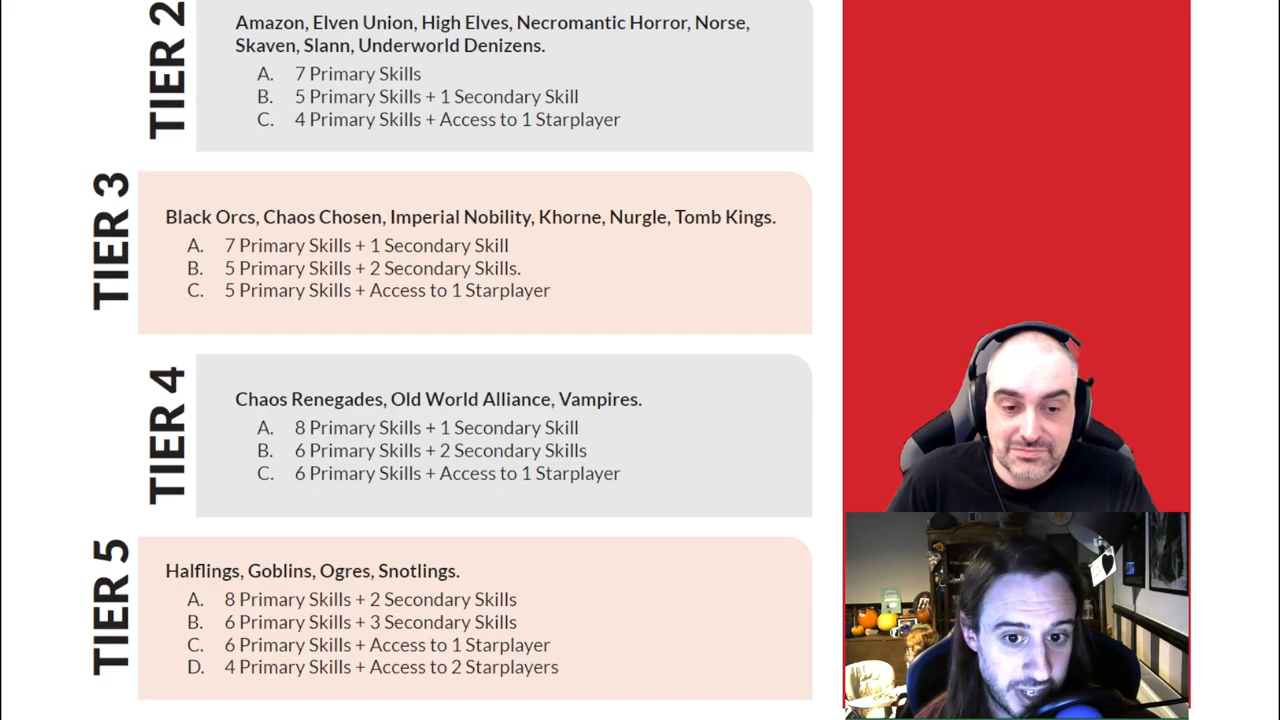 TIER 2
Amazon, Elven Union, High Elves, Necromantic Horror, Norse,
Skaven, Slann, Underworld Denizens.
A. 7 Primary Skills
B. 5 Primary Skills + 1 Secondary Skill
C. 4 Primary Skills + Access to 1 Starplayer
TIER 3
Black Orcs, Chaos Chosen, Imperial Nobility, Khorne, Nurgle, Tomb Kings.
A. 7 Primary Skills + 1 Secondary Skill
B. 5 Primary Skills + 2 Secondary Skills.
C. 5 Primary Skills + Access to 1 Starplayer
TIER 4
Chaos Renegades, Old World Alliance, Vampires.
A. 8 Primary Skills + 1 Secondary Skill
B. 6 Primary Skills + 2 Secondary Skills
C. 6 Primary Skills + Access to 1 Starplayer
TIER 5
Halflings, Goblins, Ogres, Snotlings.
A. 8 Primary Skills + 2 Secondary Skills
B. 6 Primary Skills + 3 Secondary Skills
C. 6 Primary Skills + Access to 1 Starplayer
D. 4 Primary Skills + Access to 2 Starplayers